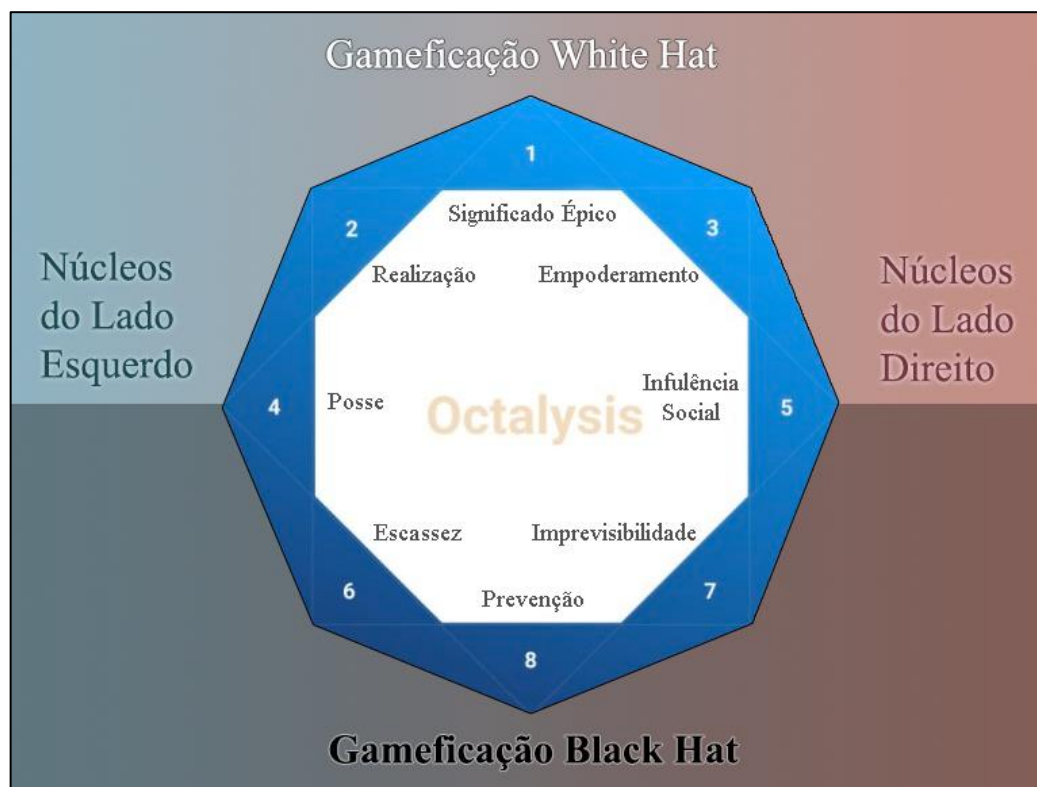 Gameficação White Hat
1
2
3
Significado Épico
Realização
Empoderamento
Núcleos
do Lado
Esquerdo
Núcleos
do Lado
Direito
4
Posse
Octalysis
Infulência
Social
5
Escassez
Imprevisibilidade
6
Prevenção
7
8
Gameficação Black Hat